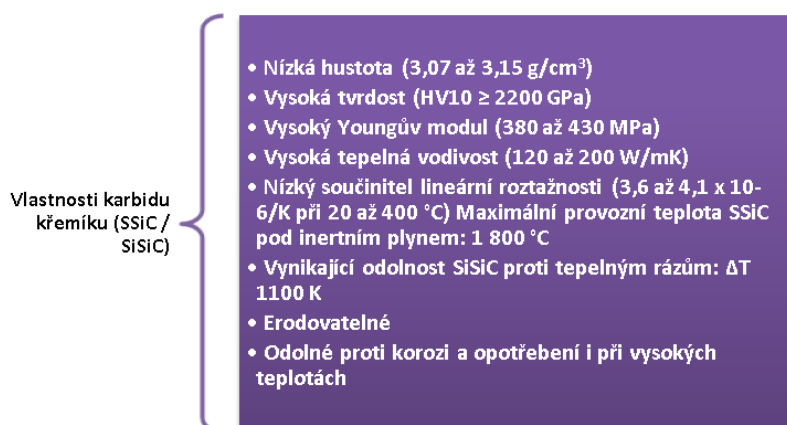 Vlastnosti karbidu
křemíku (SSiC /
SiSiC)
• Nízká hustota (3,07 až 3,15 g/cm³)
• Vysoká tvrdost (HV10 ≥ 2200 GPa)
• Vysoký Youngův modul (380 až 430 MPa)
• Vysoká tepelná vodivost (120 až 200 W/mK)
• Nízký součinitel lineární roztažnosti (3,6 až 4,1 x 10-
6/K při 20 až 400 °C) Maximální provozní teplota SSiC
pod inertním plynem: 1 800 °C
• Vynikající odolnost SiSiC proti tepelným rázům: ΔT
1100 K
• Erodovatelné
• Odolné proti korozi a opotřebení i při vysokých
teplotách